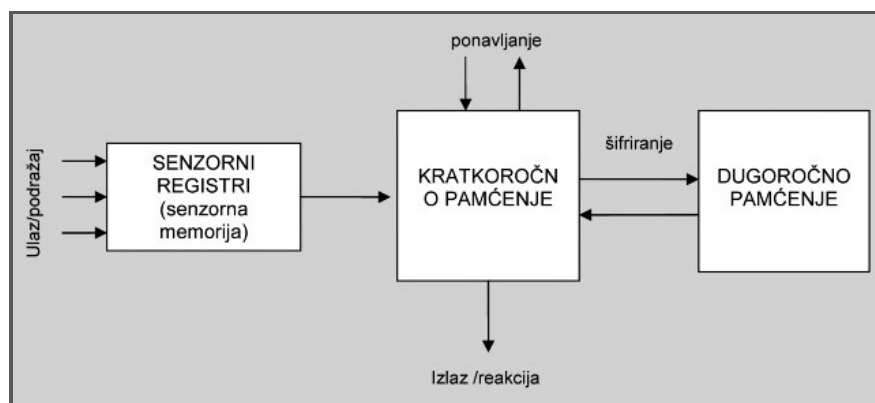 ponavljanje
Ulaz/podražaj
SENZORNI
REGISTRI
(senzorna
memorija)
KRATKOROČN
O PAMĆENJE
šifriranje
DUGOROČNO
PAMĆENJE
Izlaz /reakcija